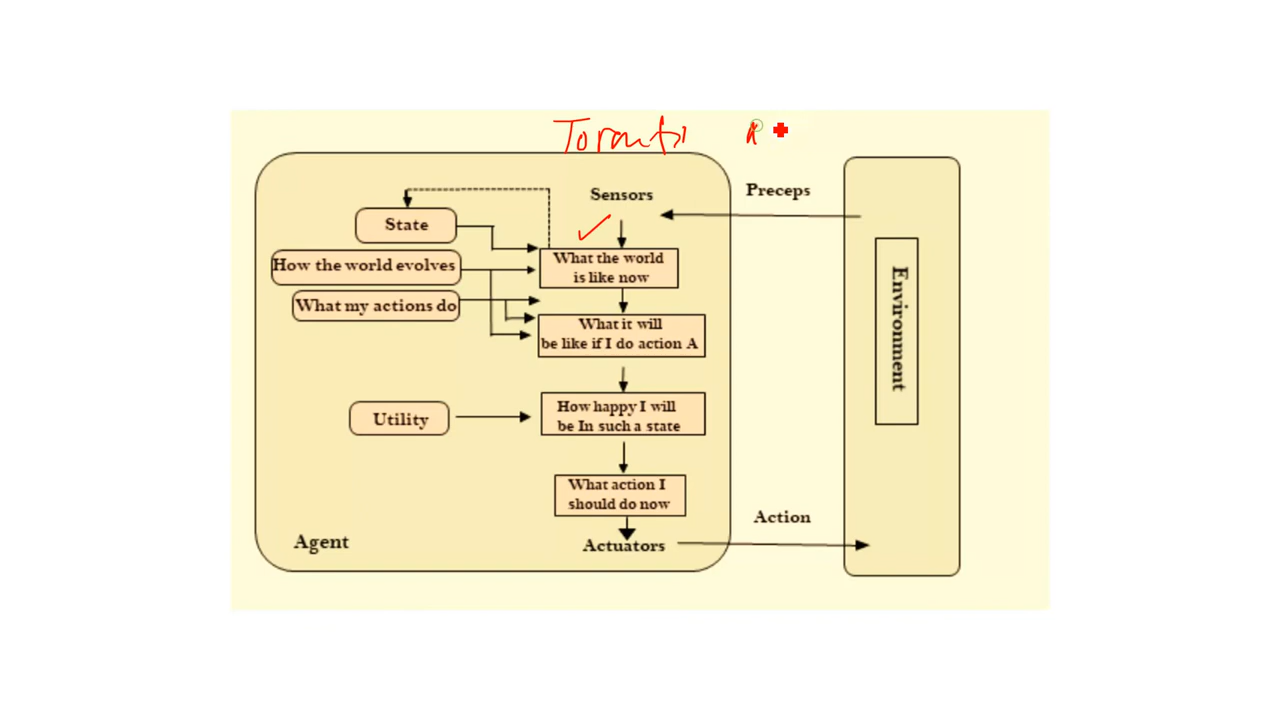 Toronto
Sensors
Preceps
State
What the world
is like now
How the world evolves
What my actions do
What it will
be like if I do action A
Environment
Utility
How happy I will
be In such a state
What action I
should do now
Action
Agent
Actuators